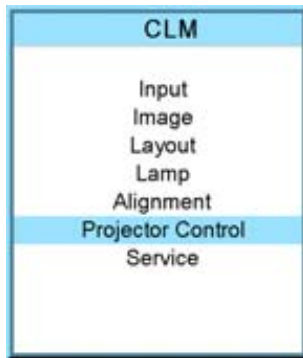 CLM
Input
Image
Layout
Lamp
Alignment
Projector Control
Service